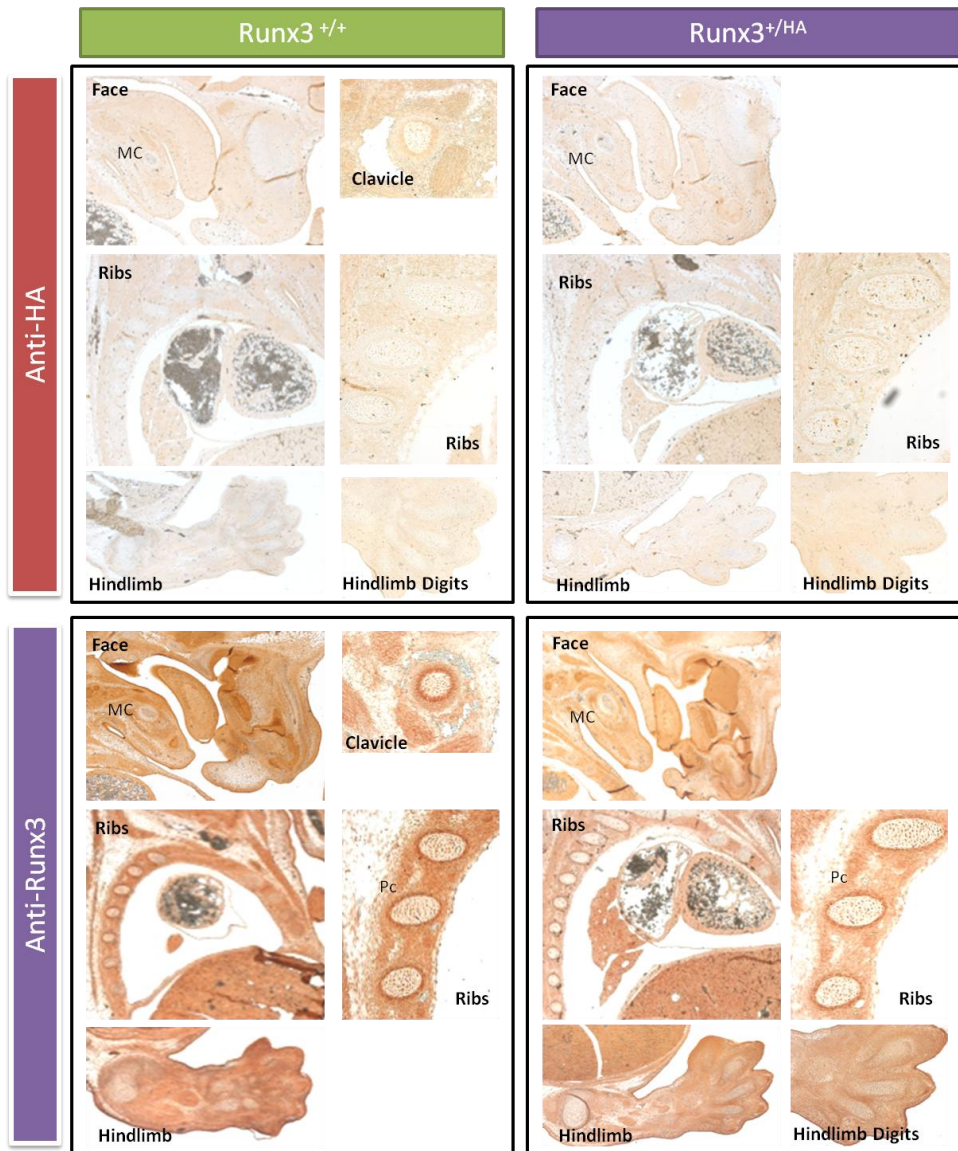 Runx3 +/+
Runx3+/HA
Anti-HA
Face
MC
Clavicle
Ribs
Ribs
Hindlimb
Hindlimb Digits
Face
MC
Ribs
Ribs
Hindlimb
Hindlimb Digits
Anti-Runx3
Face
MC
Clavicle
Ribs
Pc
Ribs
Hindlimb
Face
MC
Ribs
Pc
Ribs
Hindlimb
Hindlimb Digits